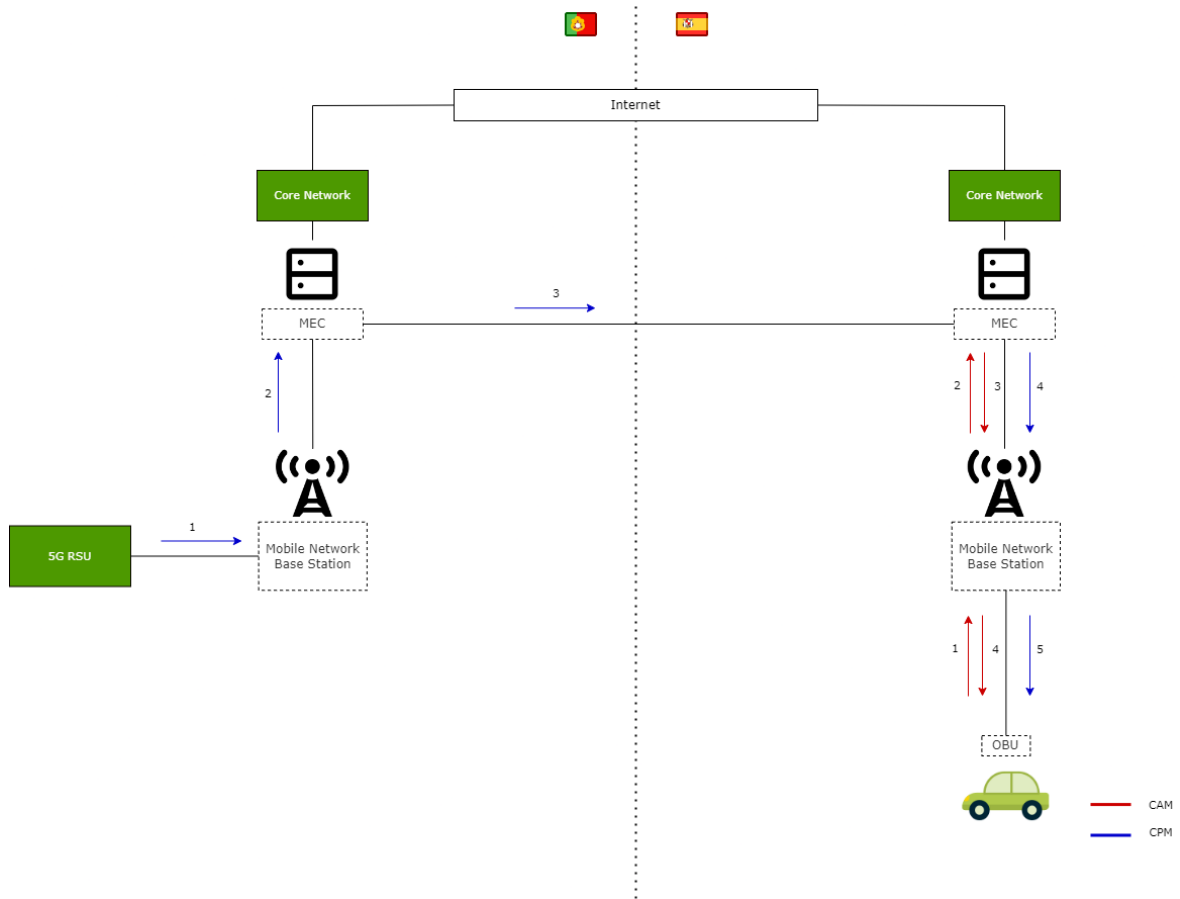 Internet
Core Network
Core Network
3
MEC
MEC
2
2
3
4
1
5G RSU
Mobile Network
Base Station
Mobile Network
Base Station
1
4
5
OBU
CAM
CPM